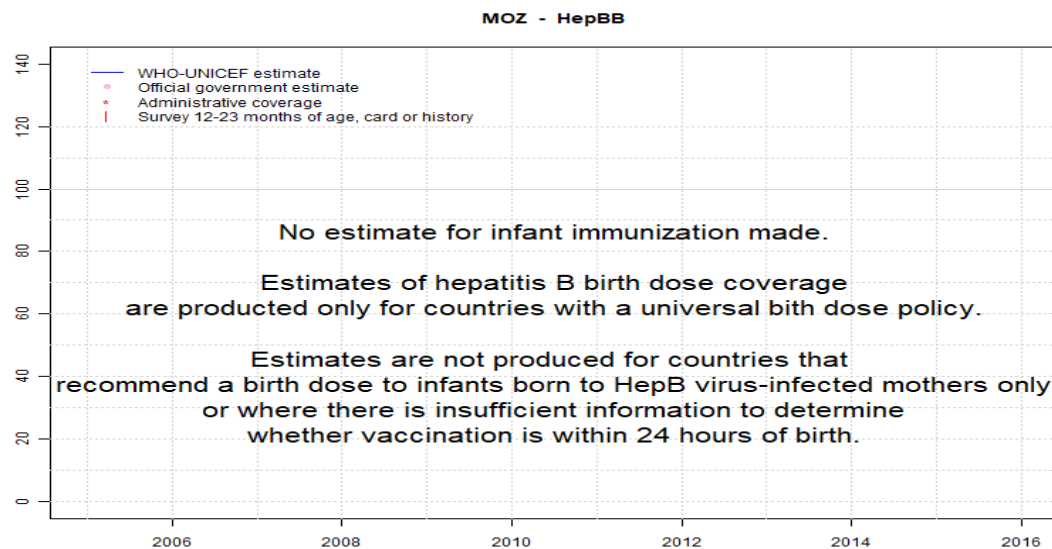 MOZ - HepBB
WHO-UNICEF estimate
Official government estimate
Administrative coverage
Survey 12-23 months of age, card or history
140
120
100
80
60
40
20
0
No estimate for infant immunization made.
Estimates of hepatitis B birth dose coverage
are producted only for countries with a universal bith dose policy.
Estimates are not produced for countries that
recommend a birth dose to infants born to HepB virus-infected mothers only
or where there is insufficient information to determine
whether vaccination is within 24 hours of birth.
2006 2008 2010 2012 2014 2016